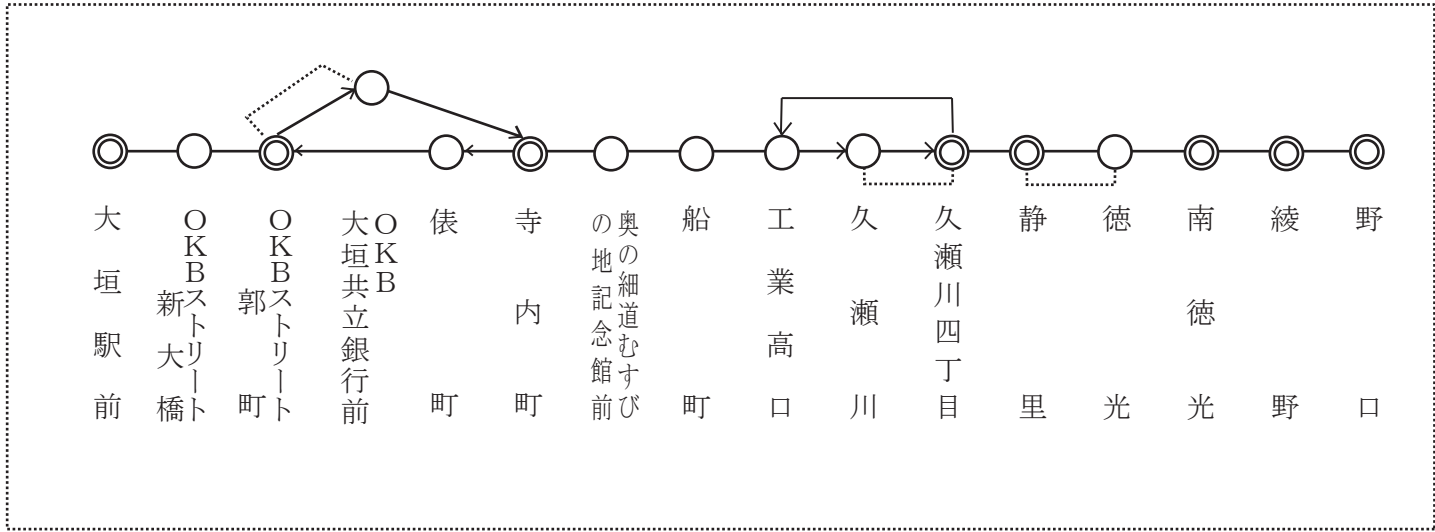 大垣駅前
OKBストリート
新大橋
OKBストリート
郭町
OKB
大垣共立銀行前
俵町
寺内町
奥の細道むすび
の地記念館前
船町
工業高口
久瀬川
久瀬川四丁目
静里
徳光
南徳光
綾野
野口